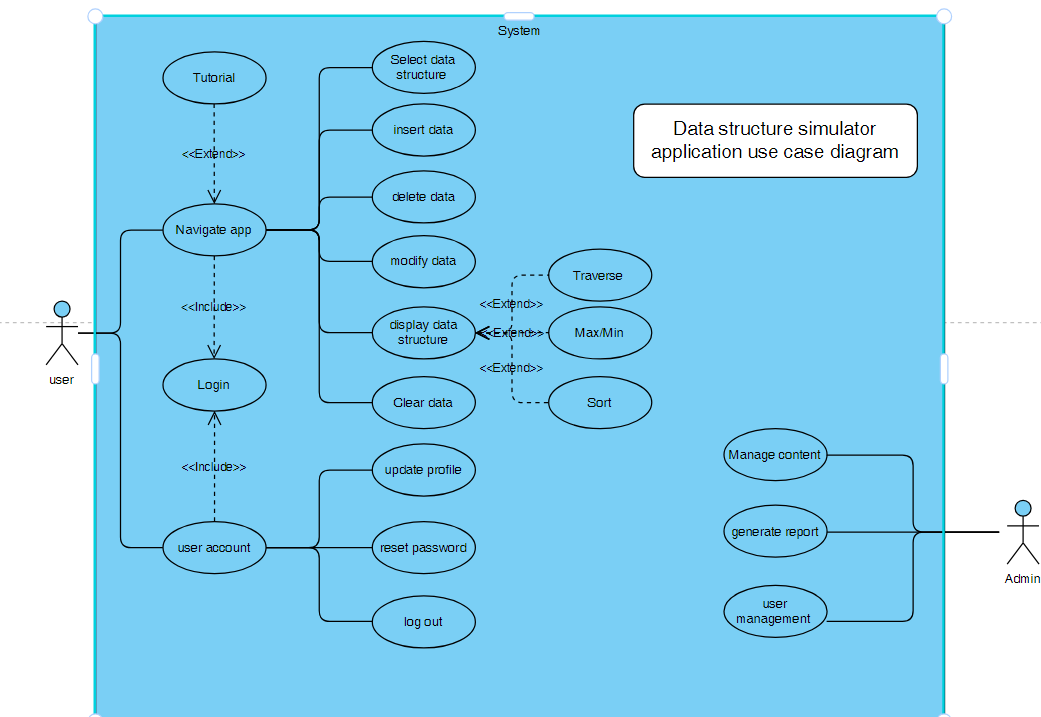 System
Tutorial
<<Extend>>
Navigate app
<<Include>>
Login
<<Include>>
user account
user
Select data
structure
insert data
delete data
modify data
display data
structure
Clear data
update profile
reset password
log out
<<Extend>>
<<Extend>>
<<Extend>>
Traverse
Max/Min
Sort
Data structure simulator
application use case diagram
Manage content
generate report
user
management
Admin